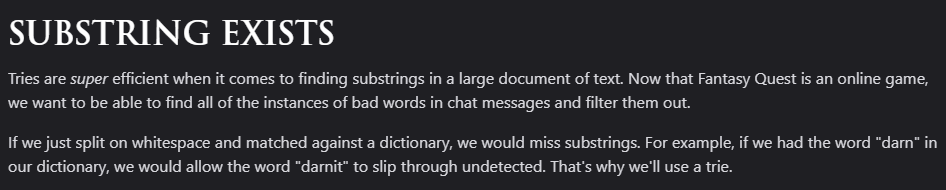 SUBSTRING EXISTS
Tries are super efficient when it comes to finding substrings in a large document of text. Now that Fantasy Quest is an online game,
we want to be able to find all of the instances of bad words in chat messages and filter them out.
If we just split on whitespace and matched against a dictionary, we would miss substrings. For example, if we had the word "darn" in
our dictionary, we would allow the word "darnit" to slip through undetected. That's why we'll use a trie.